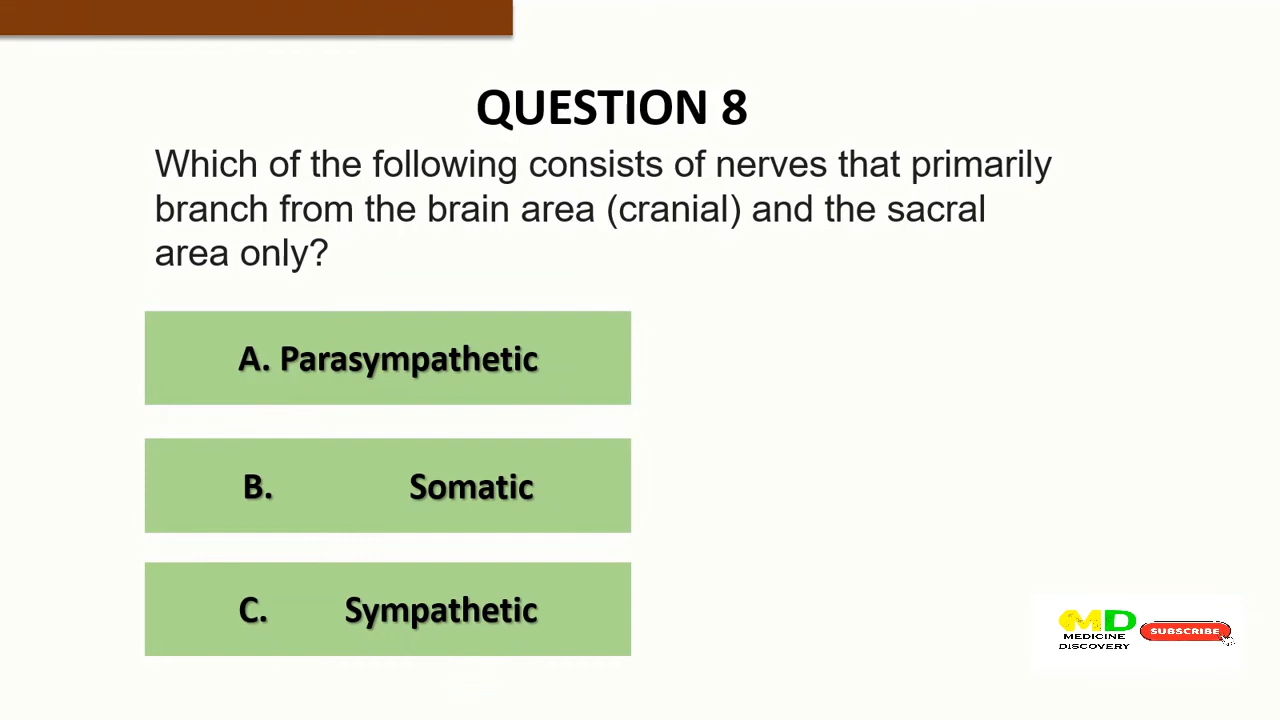 QUESTION 8
Which of the following consists of nerves that primarily
branch from the brain area (cranial) and the sacral
area only?
A. Parasympathetic
B. Somatic
C. Sympathetic
MD
MEDICINE
DISCOVERY
SUBSCRIBE